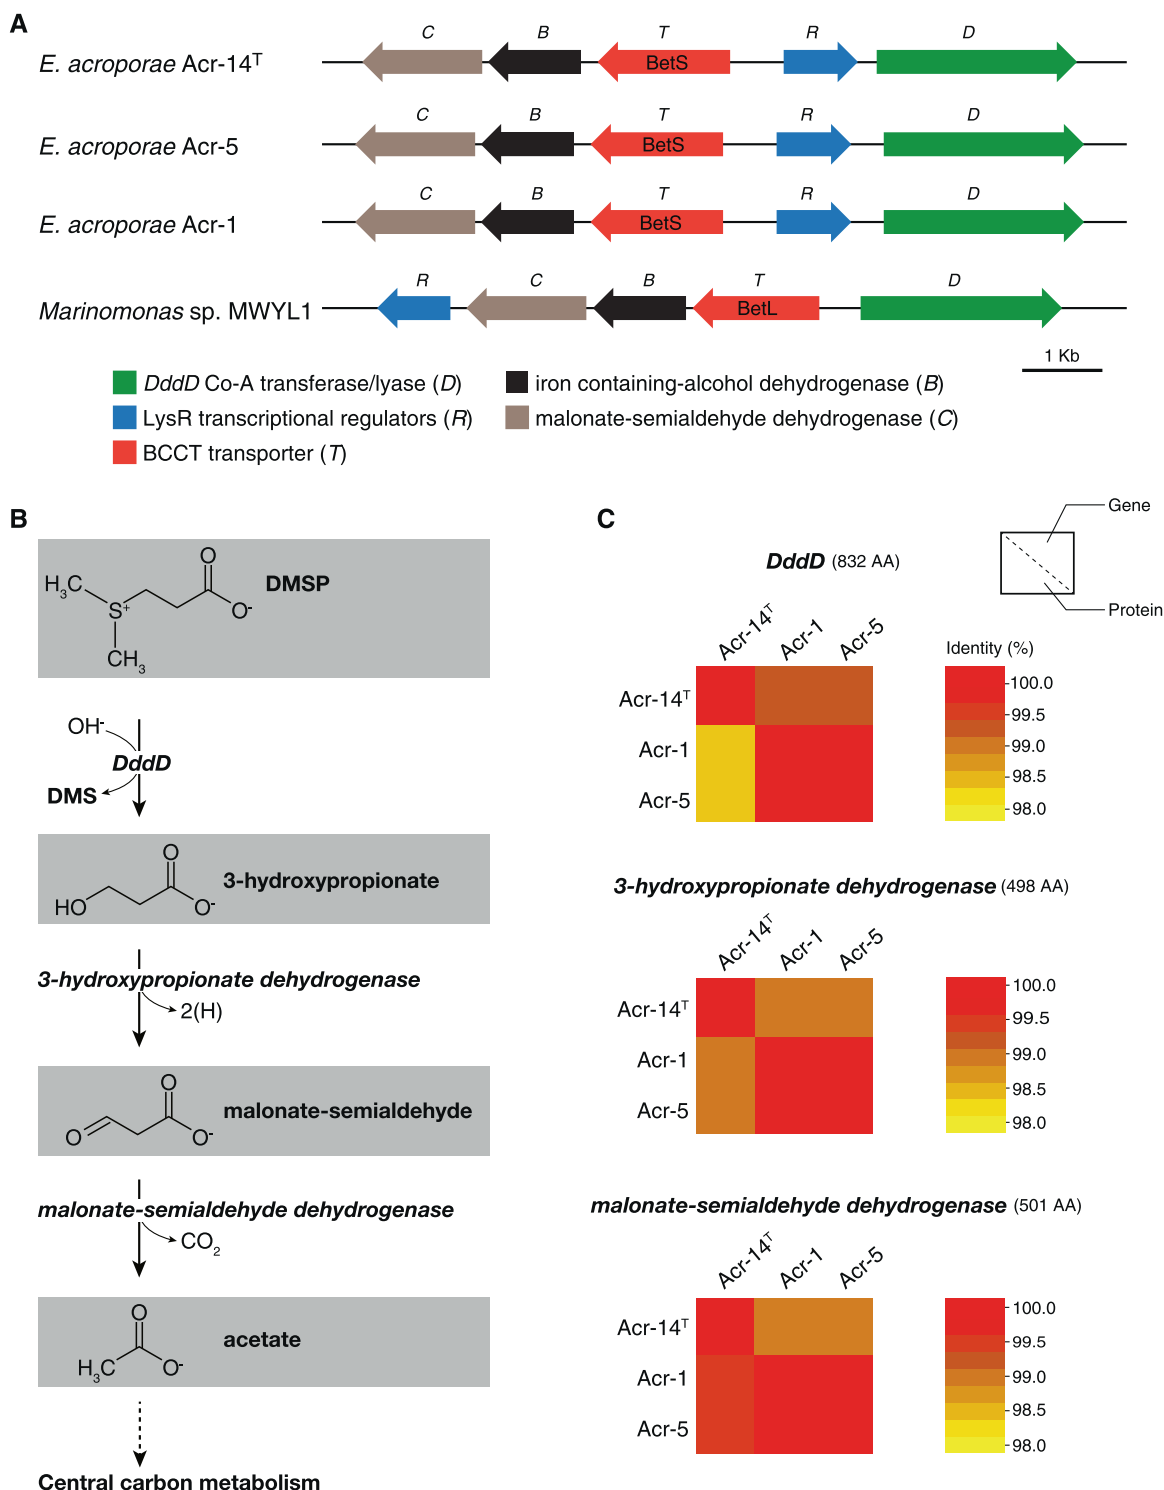 A
C B T R D
E. acroporae Acr-14ᵀ BetS
C B T R D
E. acroporae Acr-5 BetS
C B T R D
E. acroporae Acr-1 BetS
R C B T D
Marinomonas sp. MWYL1 BetL
1 Kb
DddD Co-A transferase/lyase (D)
LysR transcriptional regulators (R)
BCCT transporter (T)
iron containing-alcohol dehydrogenase (B)
malonate-semialdehyde dehydrogenase (C)
B
H₃C
S⁺
CH₃
O
O⁻
DMSP
OH⁻
DddD
DMS
HO
O
O⁻
3-hydroxypropionate
3-hydroxypropionate dehydrogenase
2(H)
O
O
O⁻
malonate-semialdehyde
malonate-semialdehyde dehydrogenase
CO₂
H₃C
O
O⁻
acetate
Central carbon metabolism
C
Gene
Protein
DddD (832 AA)
Acr-14ᵀ Acr-1 Acr-5
Acr-14ᵀ
Acr-1
Acr-5
Identity (%)
100.0
99.5
99.0
98.5
98.0
3-hydroxypropionate dehydrogenase (498 AA)
Acr-14ᵀ Acr-1 Acr-5
Acr-14ᵀ
Acr-1
Acr-5
100.0
99.5
99.0
98.5
98.0
malonate-semialdehyde dehydrogenase (501 AA)
Acr-14ᵀ Acr-1 Acr-5
Acr-14ᵀ
Acr-1
Acr-5
100.0
99.5
99.0
98.5
98.0